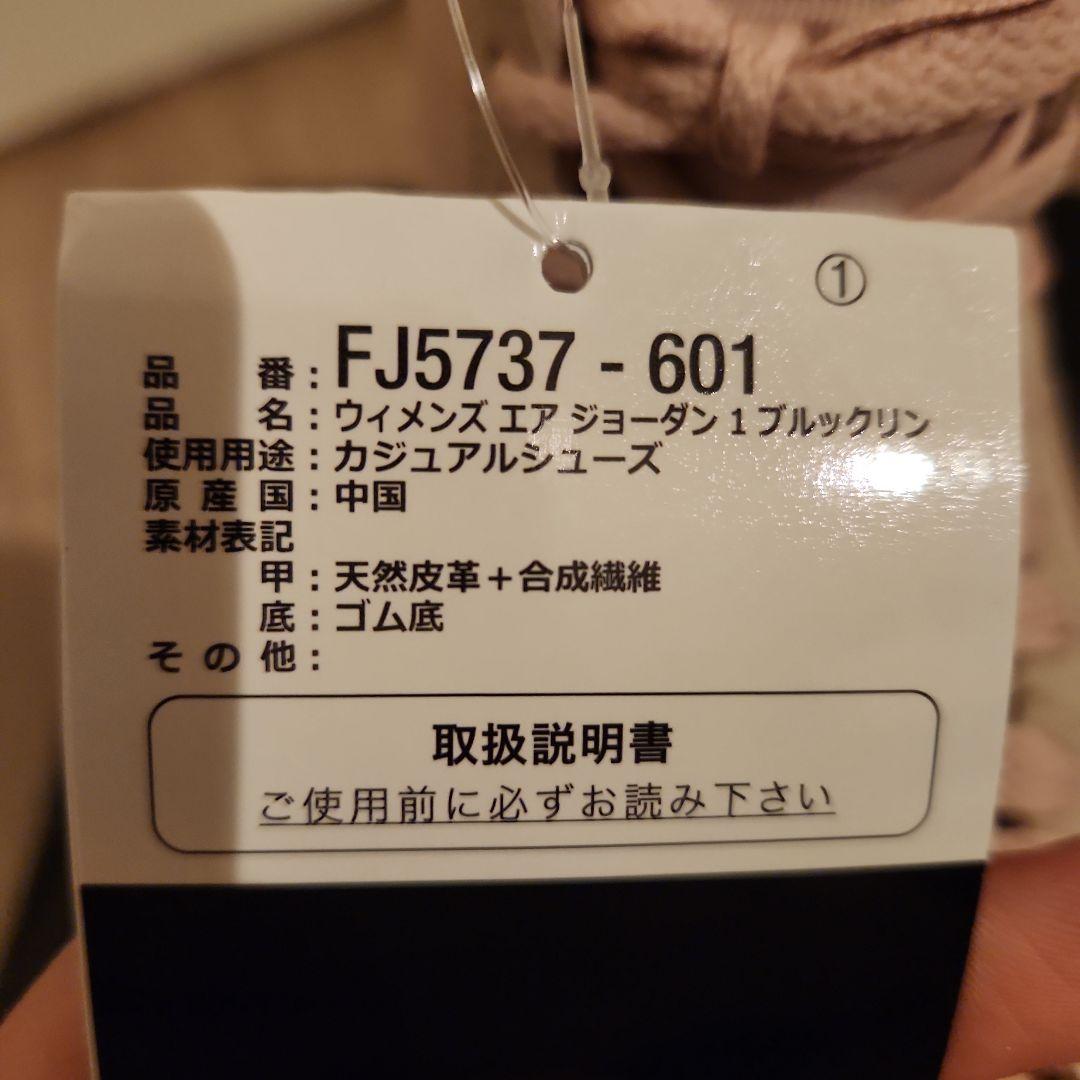 ①
品番：FJ5737 - 601
品名：ウィメンズ エア ジョーダン 1 ブルックリン
使用用途：カジュアルシューズ
原産国：中国
素材表記
甲：天然皮革＋合成繊維
底：ゴム底
その他：
取扱説明書
ご使用前に必ずお読み下さい